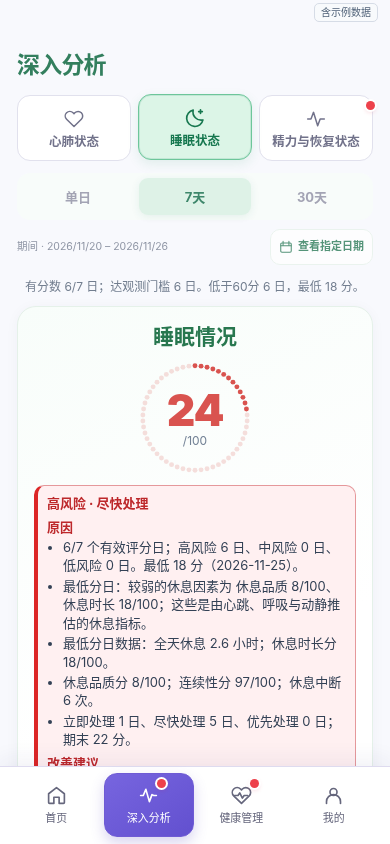 含示例数据
深入分析
心肺状态
睡眠状态
精力与恢复状态
单日
7天
30天
期间 · 2026/11/20 – 2026/11/26
查看指定日期
有分数 6/7 日；达观测门槛 6 日。低于60分 6 日，最低 18 分。
睡眠情况
24
/100
高风险 · 尽快处理
原因
• 6/7 个有效评分日；高风险 6 日、中风险 0 日、
低风险 0 日。最低 18 分（2026-11-25）。
• 最低分日：较弱的休息因素为 休息品质 8/100、
休息时长 18/100；这些是由心跳、呼吸与动静推
估的休息指标。
• 最低分日数据：全天休息 2.6 小时；休息时长分
18/100。
• 休息品质分 8/100；连续性分 97/100；休息中断
6 次。
• 立即处理 1 日、尽快处理 5 日、优先处理 0 日；
期末 22 分。
改善建议
首页
深入分析
健康管理
我的